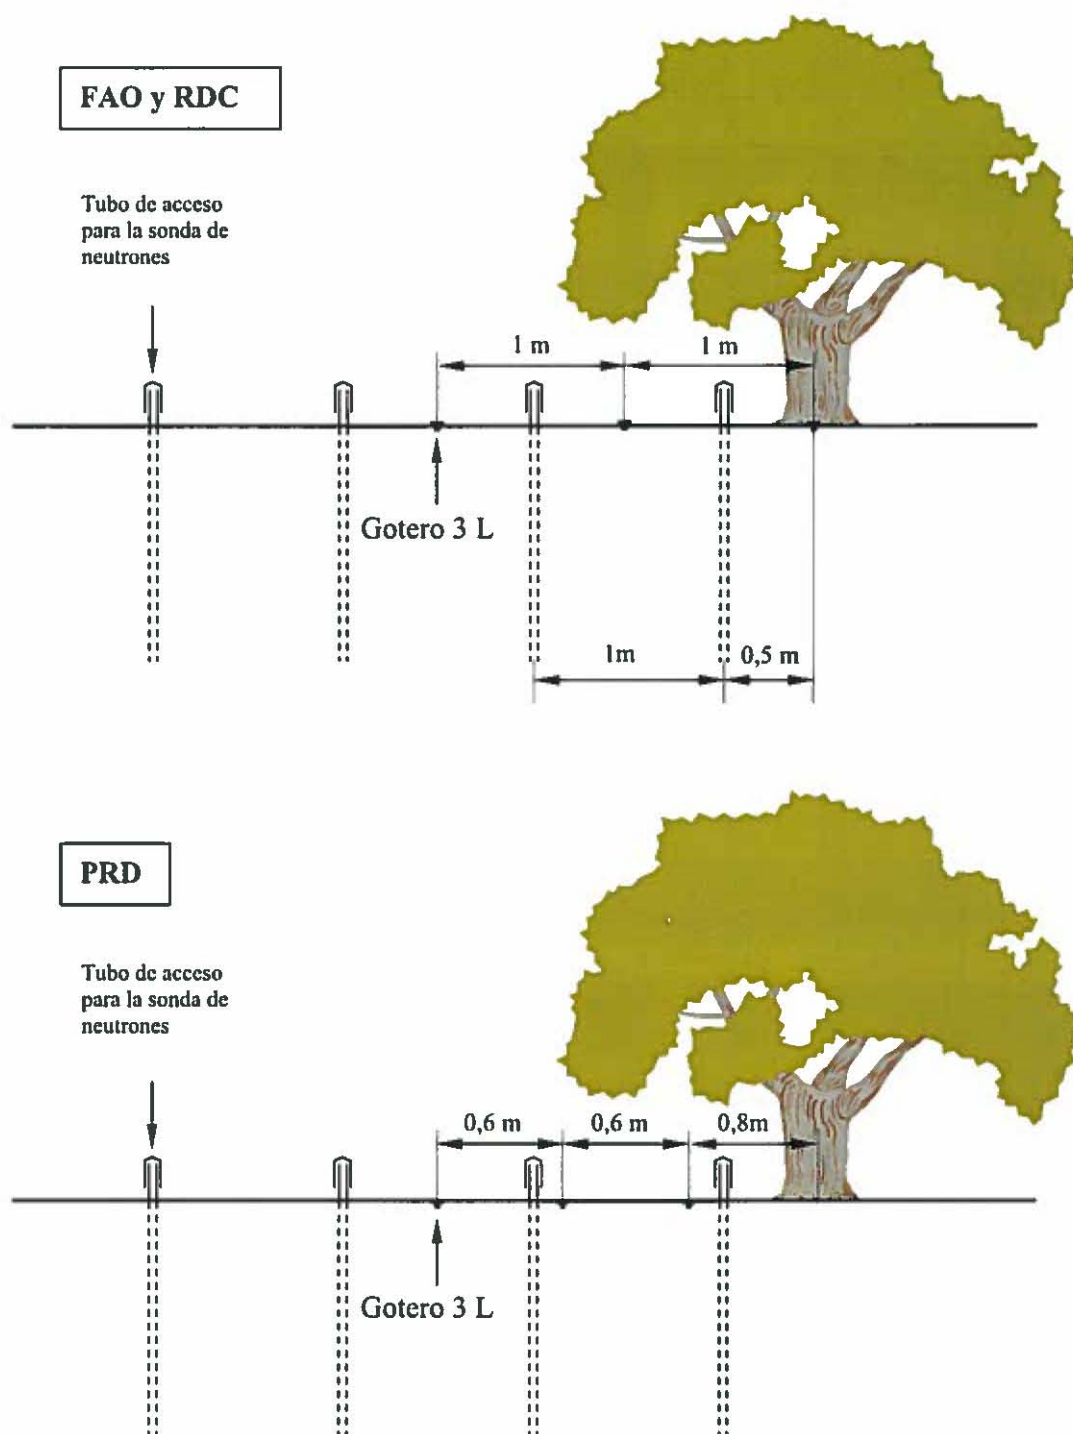 FAO y RDC
Tubo de acceso
para la sonda de
neutrones
1 m 1 m
Gotero 3 L
1m 0,5 m
PRD
Tubo de acceso
para la sonda de
neutrones
0,6 m 0,6 m 0,8m
Gotero 3 L